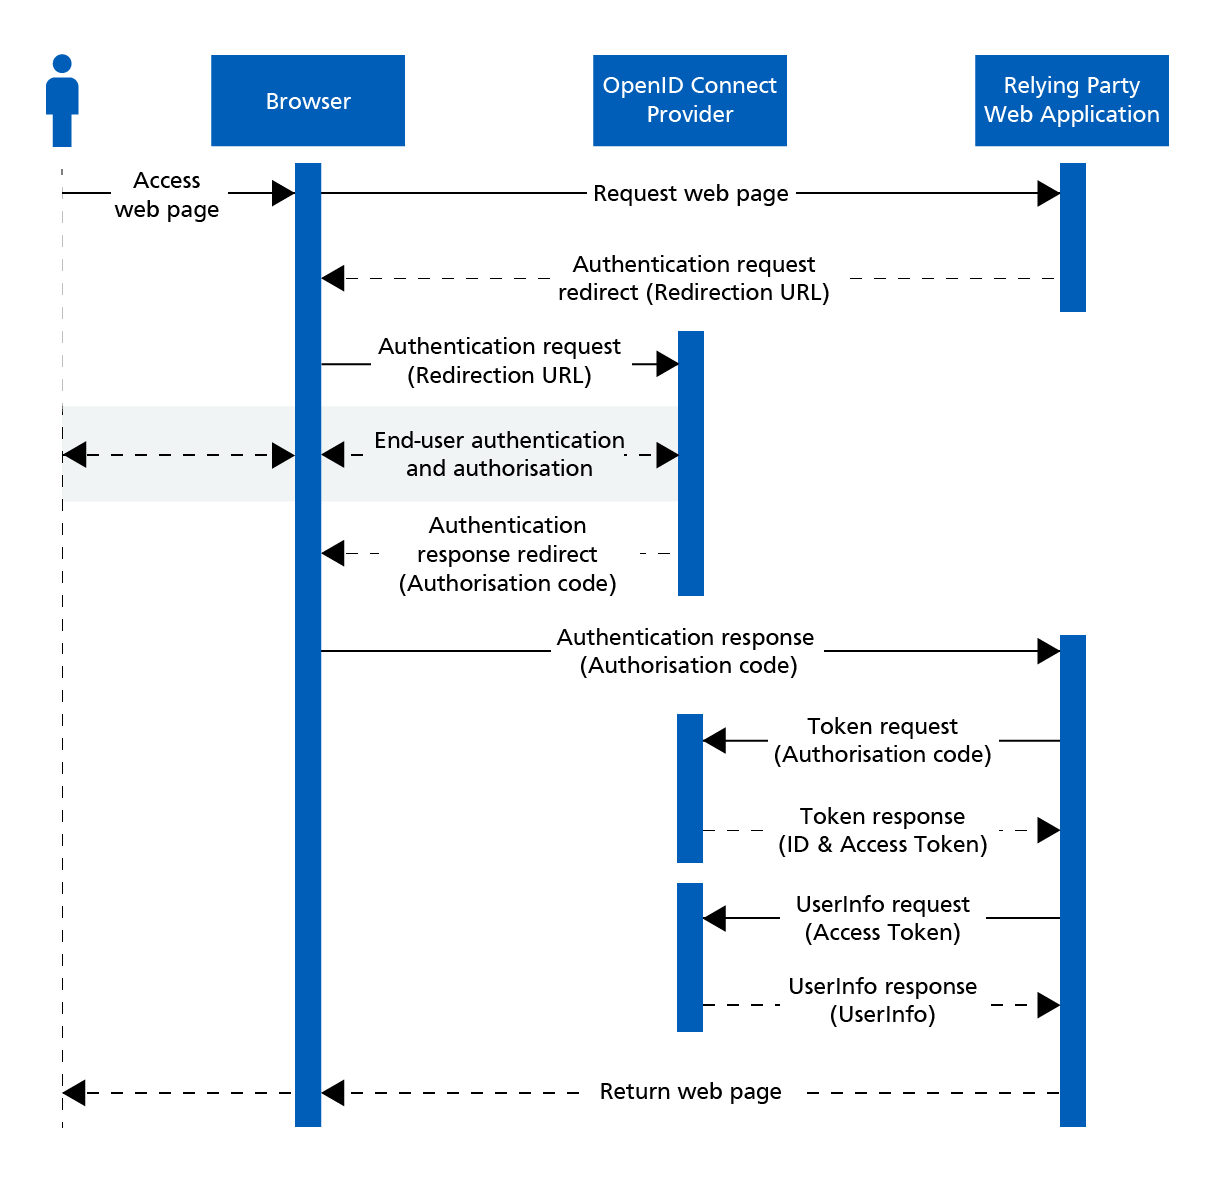 Browser
OpenID Connect
Provider
Relying Party
Web Application
Access
web page
Request web page
Authentication request
redirect (Redirection URL)
Authentication request
(Redirection URL)
End-user authentication
and authorisation
Authentication
response redirect
(Authorisation code)
Authentication response
(Authorisation code)
Token request
(Authorisation code)
Token response
(ID & Access Token)
UserInfo request
(Access Token)
UserInfo response
(UserInfo)
Return web page